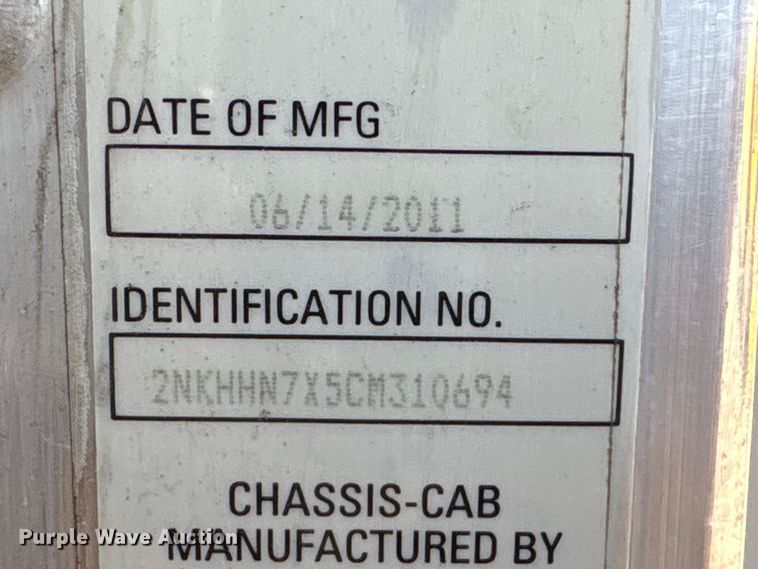 DATE OF MFG
06/14/2011
IDENTIFICATION NO.
2NKHHN7X5CM310694
CHASSIS-CAB
MANUFACTURED BY
Purple Wave Auction